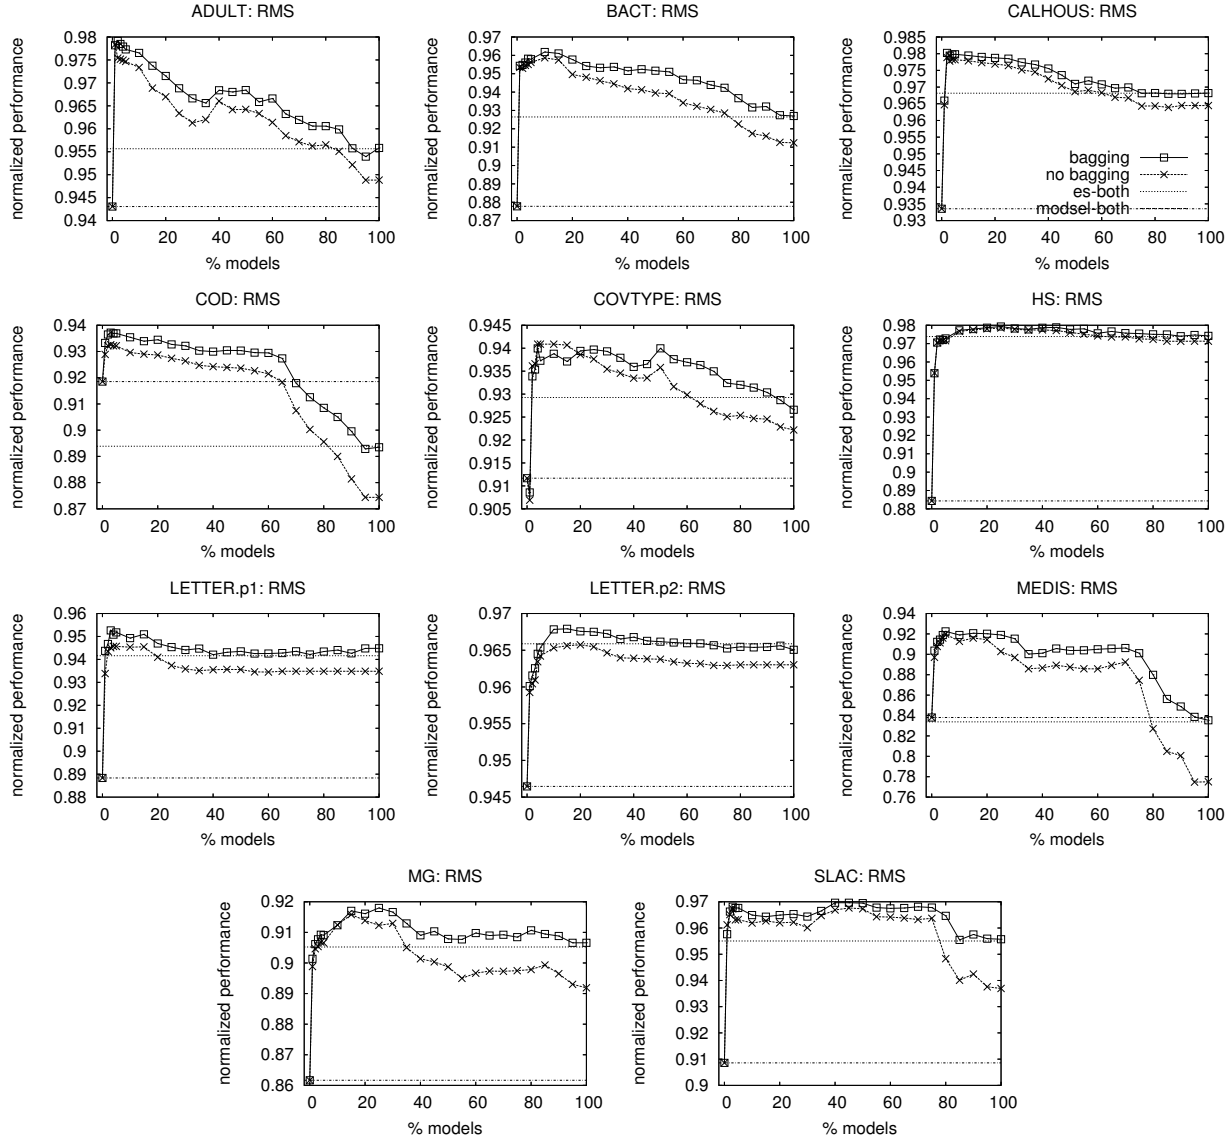 ADULT: RMS
normalized performance
0.98
0.975
0.97
0.965
0.96
0.955
0.95
0.945
0.94
0 20 40 60 80 100
% models
BACT: RMS
normalized performance
0.97
0.96
0.95
0.94
0.93
0.92
0.91
0.9
0.89
0.88
0.87
0 20 40 60 80 100
% models
CALHOUS: RMS
normalized performance
0.985
0.98
0.975
0.97
0.965
0.96
0.955
0.95
0.945
0.94
0.935
0.93
bagging
no bagging
es-both
modsel-both
0 20 40 60 80 100
% models
COD: RMS
normalized performance
0.94
0.93
0.92
0.91
0.9
0.89
0.88
0.87
0 20 40 60 80 100
% models
COVTYPE: RMS
normalized performance
0.945
0.94
0.935
0.93
0.925
0.92
0.915
0.91
0.905
0 20 40 60 80 100
% models
HS: RMS
normalized performance
0.98
0.97
0.96
0.95
0.94
0.93
0.92
0.91
0.9
0.89
0.88
0 20 40 60 80 100
% models
LETTER.p1: RMS
normalized performance
0.96
0.95
0.94
0.93
0.92
0.91
0.9
0.89
0.88
0 20 40 60 80 100
% models
LETTER.p2: RMS
normalized performance
0.97
0.965
0.96
0.955
0.95
0.945
0 20 40 60 80 100
% models
MEDIS: RMS
normalized performance
0.94
0.92
0.9
0.88
0.86
0.84
0.82
0.8
0.78
0.76
0 20 40 60 80 100
% models
MG: RMS
normalized performance
0.92
0.91
0.9
0.89
0.88
0.87
0.86
0 20 40 60 80 100
% models
SLAC: RMS
normalized performance
0.97
0.96
0.95
0.94
0.93
0.92
0.91
0.9
0 20 40 60 80 100
% models